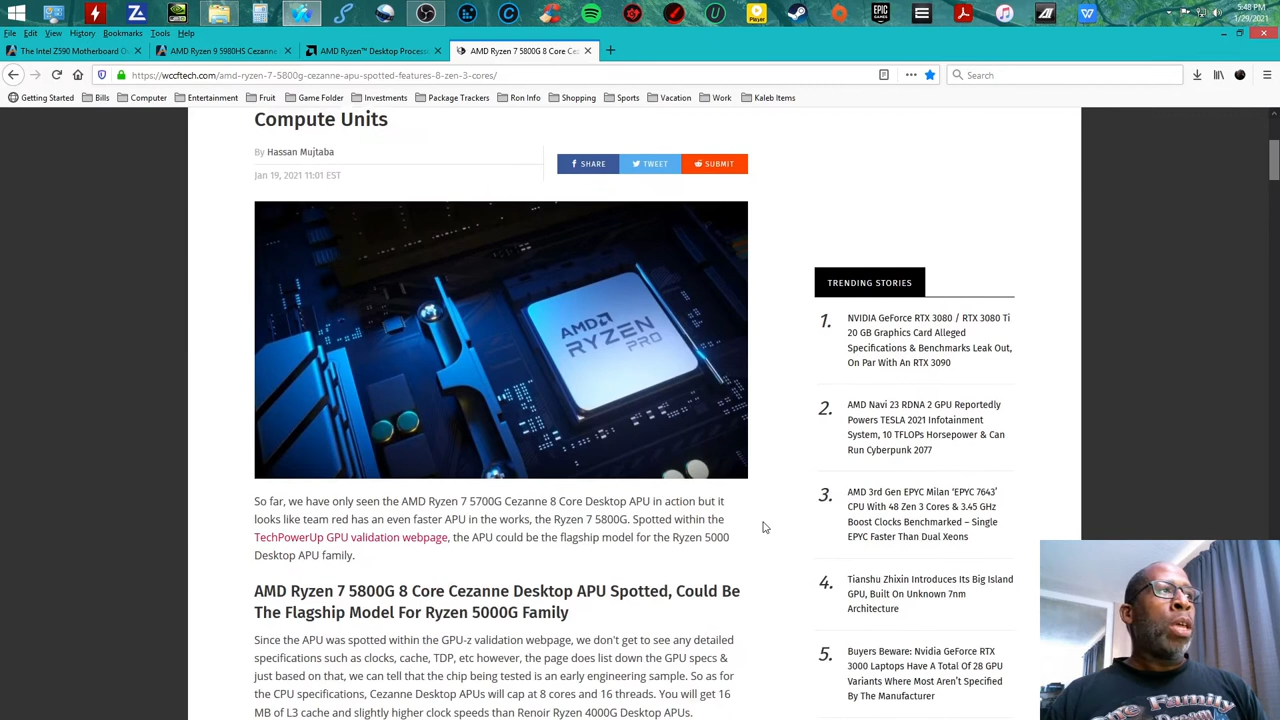 5:48 PM
1/29/2021
File Edit View History Bookmarks Tools Help
The Intel Z590 Motherboard O
AMD Ryzen 9 5980HS Cezanne
AMD Ryzen™ Desktop Process
AMD Ryzen 7 5800G 8 Core Cez
https://wccftech.com/amd-ryzen-7-5800g-cezanne-apu-spotted-features-8-zen-3-cores/
Search
Getting Started Bills Computer Entertainment Fruit Game Folder Investments Package Trackers Ron Info Shopping Sports Vacation Work Kaleb Items
Compute Units
By Hassan Mujtaba
Jan 19, 2021 11:01 EST
SHARE TWEET SUBMIT
AMD
RYZEN
PRO
So far, we have only seen the AMD Ryzen 7 5700G Cezanne 8 Core Desktop APU in action but it
looks like team red has an even faster APU in the works, the Ryzen 7 5800G. Spotted within the
TechPowerUp GPU validation webpage, the APU could be the flagship model for the Ryzen 5000
Desktop APU family.
AMD Ryzen 7 5800G 8 Core Cezanne Desktop APU Spotted, Could Be
The Flagship Model For Ryzen 5000G Family
Since the APU was spotted within the GPU-z validation webpage, we don't get to see any detailed
specifications such as clocks, cache, TDP, etc however, the page does list down the GPU specs &
just based on that, we can tell that the chip being tested is an early engineering sample. So as for
the CPU specifications, Cezanne Desktop APUs will cap at 8 cores and 16 threads. You will get 16
MB of L3 cache and slightly higher clock speeds than Renoir Ryzen 4000G Desktop APUs.
TRENDING STORIES
1.
NVIDIA GeForce RTX 3080 / RTX 3080 Ti
20 GB Graphics Card Alleged
Specifications & Benchmarks Leak Out,
On Par With An RTX 3090
2.
AMD Navi 23 RDNA 2 GPU Reportedly
Powers TESLA 2021 Infotainment
System, 10 TFLOPs Horsepower & Can
Run Cyberpunk 2077
3.
AMD 3rd Gen EPYC Milan ‘EPYC 7643’
CPU With 48 Zen 3 Cores & 3.45 GHz
Boost Clocks Benchmarked – Single
EPYC Faster Than Dual Xeons
4.
Tianshu Zhixin Introduces Its Big Island
GPU, Built On Unknown 7nm
Architecture
5.
Buyers Beware: Nvidia GeForce RTX
3000 Laptops Have A Total Of 28 GPU
Variants Where Most Aren’t Specified
By The Manufacturer